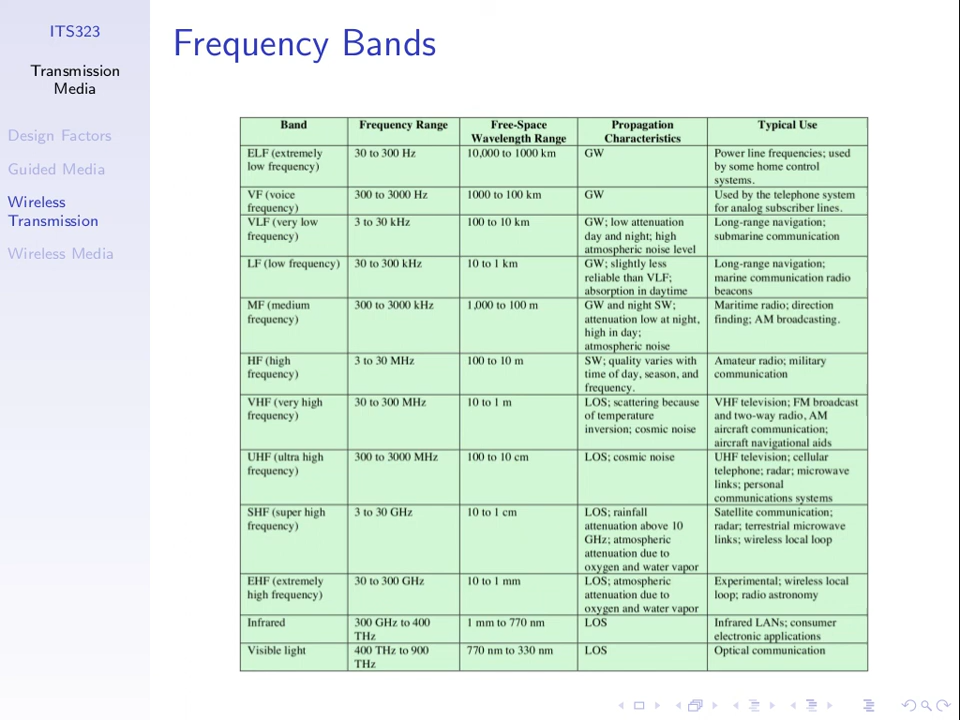 ITS323
Transmission
Media
Design Factors
Guided Media
Wireless
Transmission
Wireless Media
Frequency Bands
Band Frequency Range Free-Space Wavelength Range Propagation Characteristics Typical Use
ELF (extremely low frequency) 30 to 300 Hz 10,000 to 1000 km GW Power line frequencies; used by some home control systems.
VF (voice frequency) 300 to 3000 Hz 1000 to 100 km GW Used by the telephone system for analog subscriber lines.
VLF (very low frequency) 3 to 30 kHz 100 to 10 km GW; low attenuation day and night; high atmospheric noise level Long-range navigation; submarine communication
LF (low frequency) 30 to 300 kHz 10 to 1 km GW; slightly less reliable than VLF; absorption in daytime Long-range navigation; marine communication radio beacons
MF (medium frequency) 300 to 3000 kHz 1,000 to 100 m GW and night SW; attenuation low at night, high in day; atmospheric noise Maritime radio; direction finding; AM broadcasting.
HF (high frequency) 3 to 30 MHz 100 to 10 m SW; quality varies with time of day, season, and frequency. Amateur radio; military communication
VHF (very high frequency) 30 to 300 MHz 10 to 1 m LOS; scattering because of temperature inversion; cosmic noise VHF television; FM broadcast and two-way radio, AM aircraft communication; aircraft navigational aids
UHF (ultra high frequency) 300 to 3000 MHz 100 to 10 cm LOS; cosmic noise UHF television; cellular telephone; radar; microwave links; personal communications systems
SHF (super high frequency) 3 to 30 GHz 10 to 1 cm LOS; rainfall attenuation above 10 GHz; atmospheric attenuation due to oxygen and water vapor Satellite communication; radar; terrestrial microwave links; wireless local loop
EHF (extremely high frequency) 30 to 300 GHz 10 to 1 mm LOS; atmospheric attenuation due to oxygen and water vapor Experimental; wireless local loop; radio astronomy
Infrared 300 GHz to 400 THz 1 mm to 770 nm LOS Infrared LANs; consumer electronic applications
Visible light 400 THz to 900 THz 770 nm to 330 nm LOS Optical communication